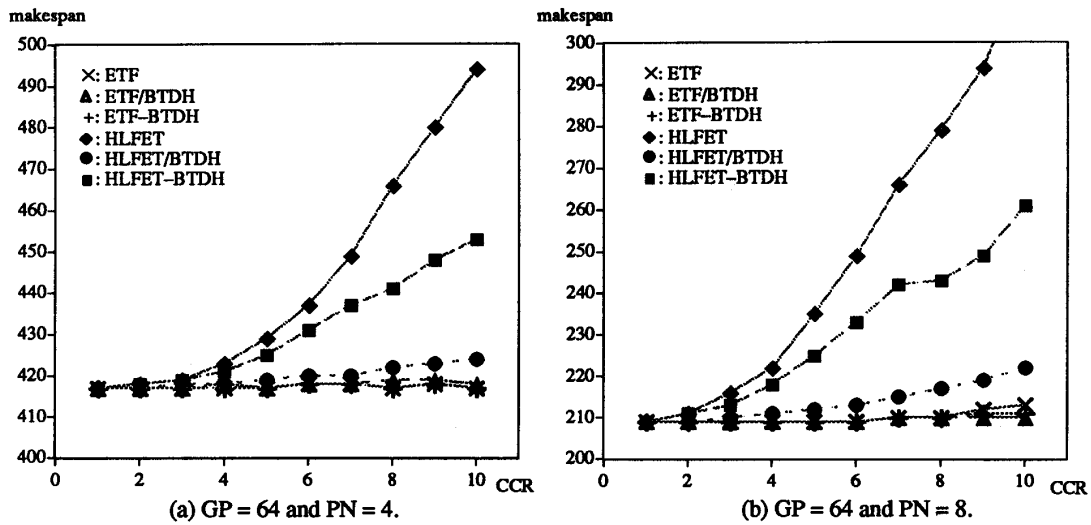 makespan
500
490
480
470
460
450
440
430
420
410
400
×: ETF
▲: ETF/BTDH
+: ETF–BTDH
◆: HLFET
●: HLFET/BTDH
■: HLFET–BTDH
0 2 4 6 8 10 CCR
(a) GP = 64 and PN = 4.
makespan
300
290
280
270
260
250
240
230
220
210
200
×: ETF
▲: ETF/BTDH
+: ETF–BTDH
◆: HLFET
●: HLFET/BTDH
■: HLFET–BTDH
0 2 4 6 8 10 CCR
(b) GP = 64 and PN = 8.